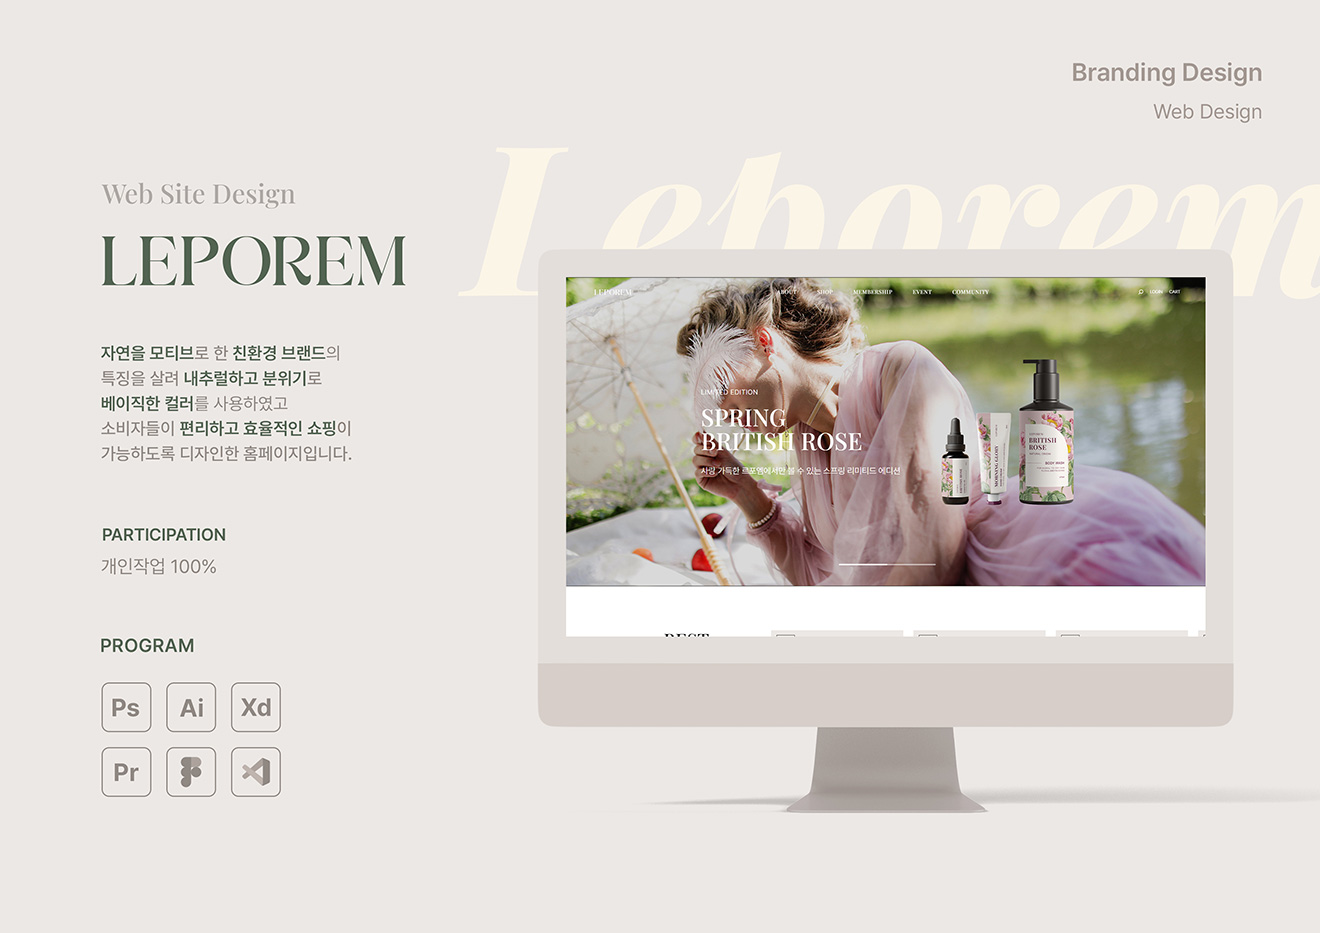 Branding Design
Web Design
Leporem
Web Site Design
LEPOREM
자연을 모티브로 한 친환경 브랜드의
특징을 살려 내추럴하고 분위기로
베이직한 컬러를 사용하였고
소비자들이 편리하고 효율적인 쇼핑이
가능하도록 디자인한 홈페이지입니다.
PARTICIPATION
개인작업 100%
PROGRAM
Ps Ai Xd
Pr
LEPOREM ABOUT SHOP MEMBERSHIP EVENT COMMUNITY LOGIN CART
LIMITED EDITION
SPRING
BRITISH ROSE
사랑 가득한 르포엠에서만 볼 수 있는 스프링 리미티드 에디션
MORNING GLORY
BRITISH
ROSE
BODY WASH
BEST